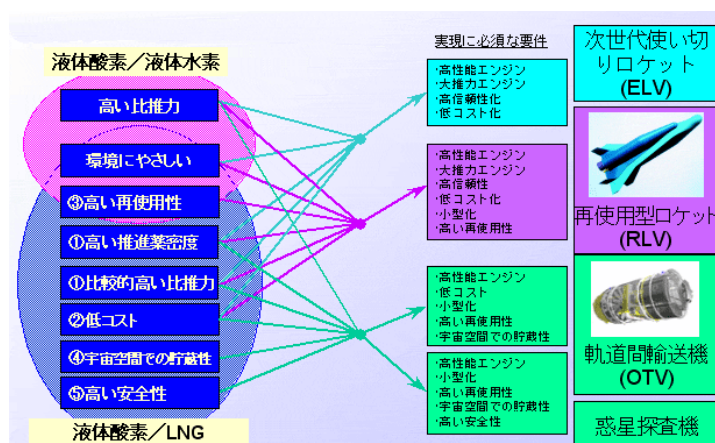 液体酸素／液体水素
高い比推力
環境にやさしい
③高い再使用性
①高い推進薬密度
①比較的高い比推力
②低コスト
④宇宙空間での貯蔵性
⑤高い安全性
液体酸素／LNG
実現に必須な要件
・高性能エンジン
・大推力エンジン
・高信頼性化
・低コスト化
・高性能エンジン
・大推力エンジン
・高信頼性
・低コスト化
・小型化
・高い再使用性
・高性能エンジン
・低コスト
・小型化
・高い再使用性
・宇宙空間での貯蔵性
・高性能エンジン
・小型化
・高い再使用性
・宇宙空間での貯蔵性
・高い安全性
次世代使い切
りロケット
(ELV)
再使用型ロケット
(RLV)
軌道間輸送機
(OTV)
惑星探査機